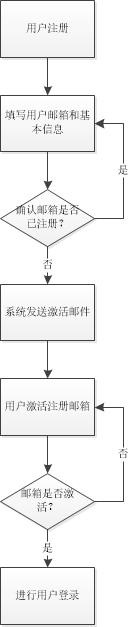 用户注册
填写用户邮箱和基
本信息
是
确认邮箱是否
已注册?
否
系统发送激活邮件
用户激活注册邮箱
否
邮箱是否激
活?
是
进行用户登录